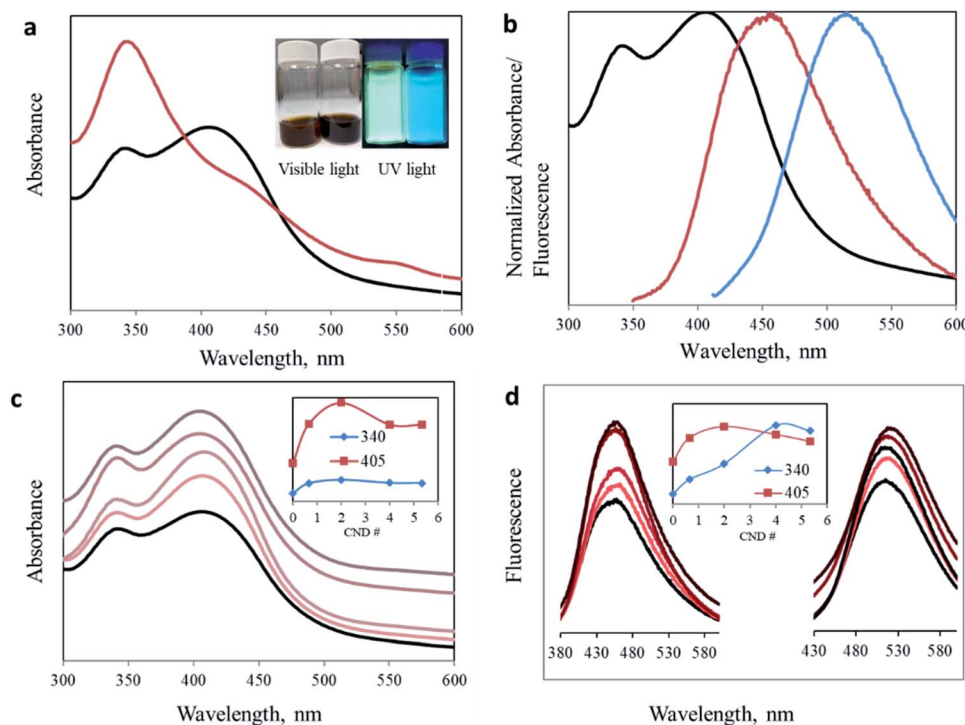 a
Absorbance
Visible light
UV light
300 350 400 450 500 550 600
Wavelength, nm
b
Normalized Absorbance/
Fluorescence
300 350 400 450 500 550 600
Wavelength, nm
c
Absorbance
340
405
0 1 2 3 4 5 6
CND #
300 350 400 450 500 550 600
Wavelength, nm
d
Fluorescence
340
405
0 1 2 3 4 5 6
CND #
380 430 480 530 580
430 480 530 580
Wavelength, nm